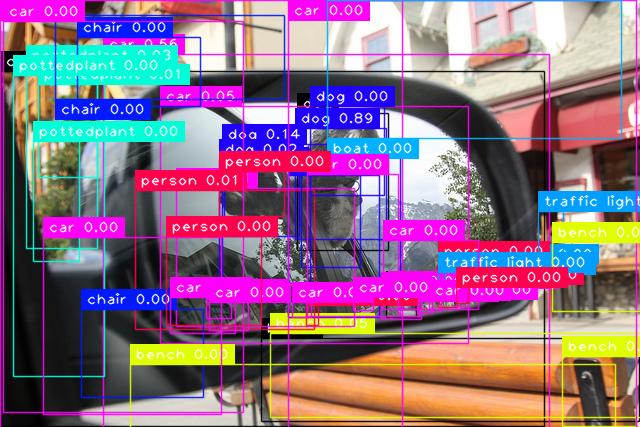 car 0.00
car 0.00
chair 0.00
car 0.56
pottedplant 0.03
pottedplant 0.00
pottedplant 0.01
car 0.05
dog 0.00
chair 0.00
dog 0.89
pottedplant 0.00
dog 0.14
boat 0.00
person 0.00
person 0.01
traffic light
car 0.00
person 0.00
car 0.00
bench 0.0
person 0.00
traffic light 0.00
person 0.00
car
car 0.00
car 0.00
chair 0.00
bench 0.00
bench 0.0